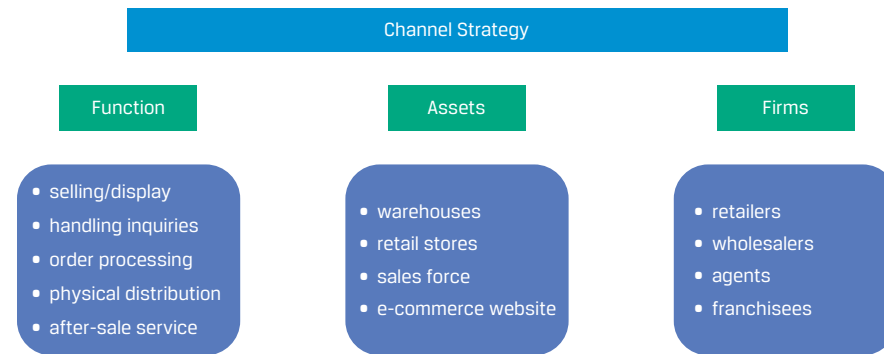 Channel Strategy
Function
Assets
Firms
• selling/display
• handling inquiries
• order processing
• physical distribution
• after-sale service
• warehouses
• retail stores
• sales force
• e-commerce website
• retailers
• wholesalers
• agents
• franchisees